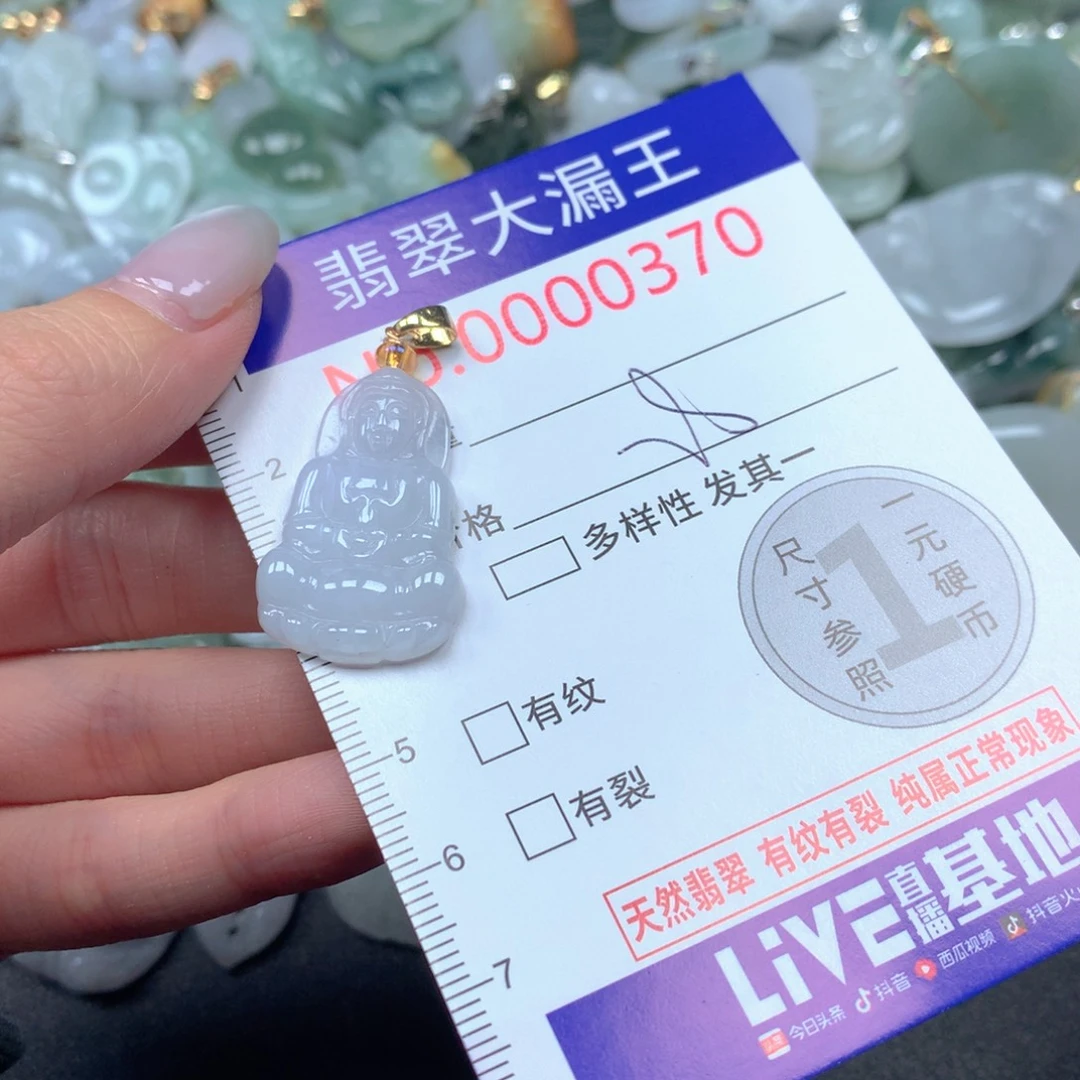 翡翠大漏王
No.0000370
格
多样性 发其一
一元硬币
1
尺寸参照
有纹
有裂
天然翡翠 有纹有裂 纯属正常现象
LiVE直播基地
今日头条 抖音 西瓜视频 抖音火
1
2
5
6
7